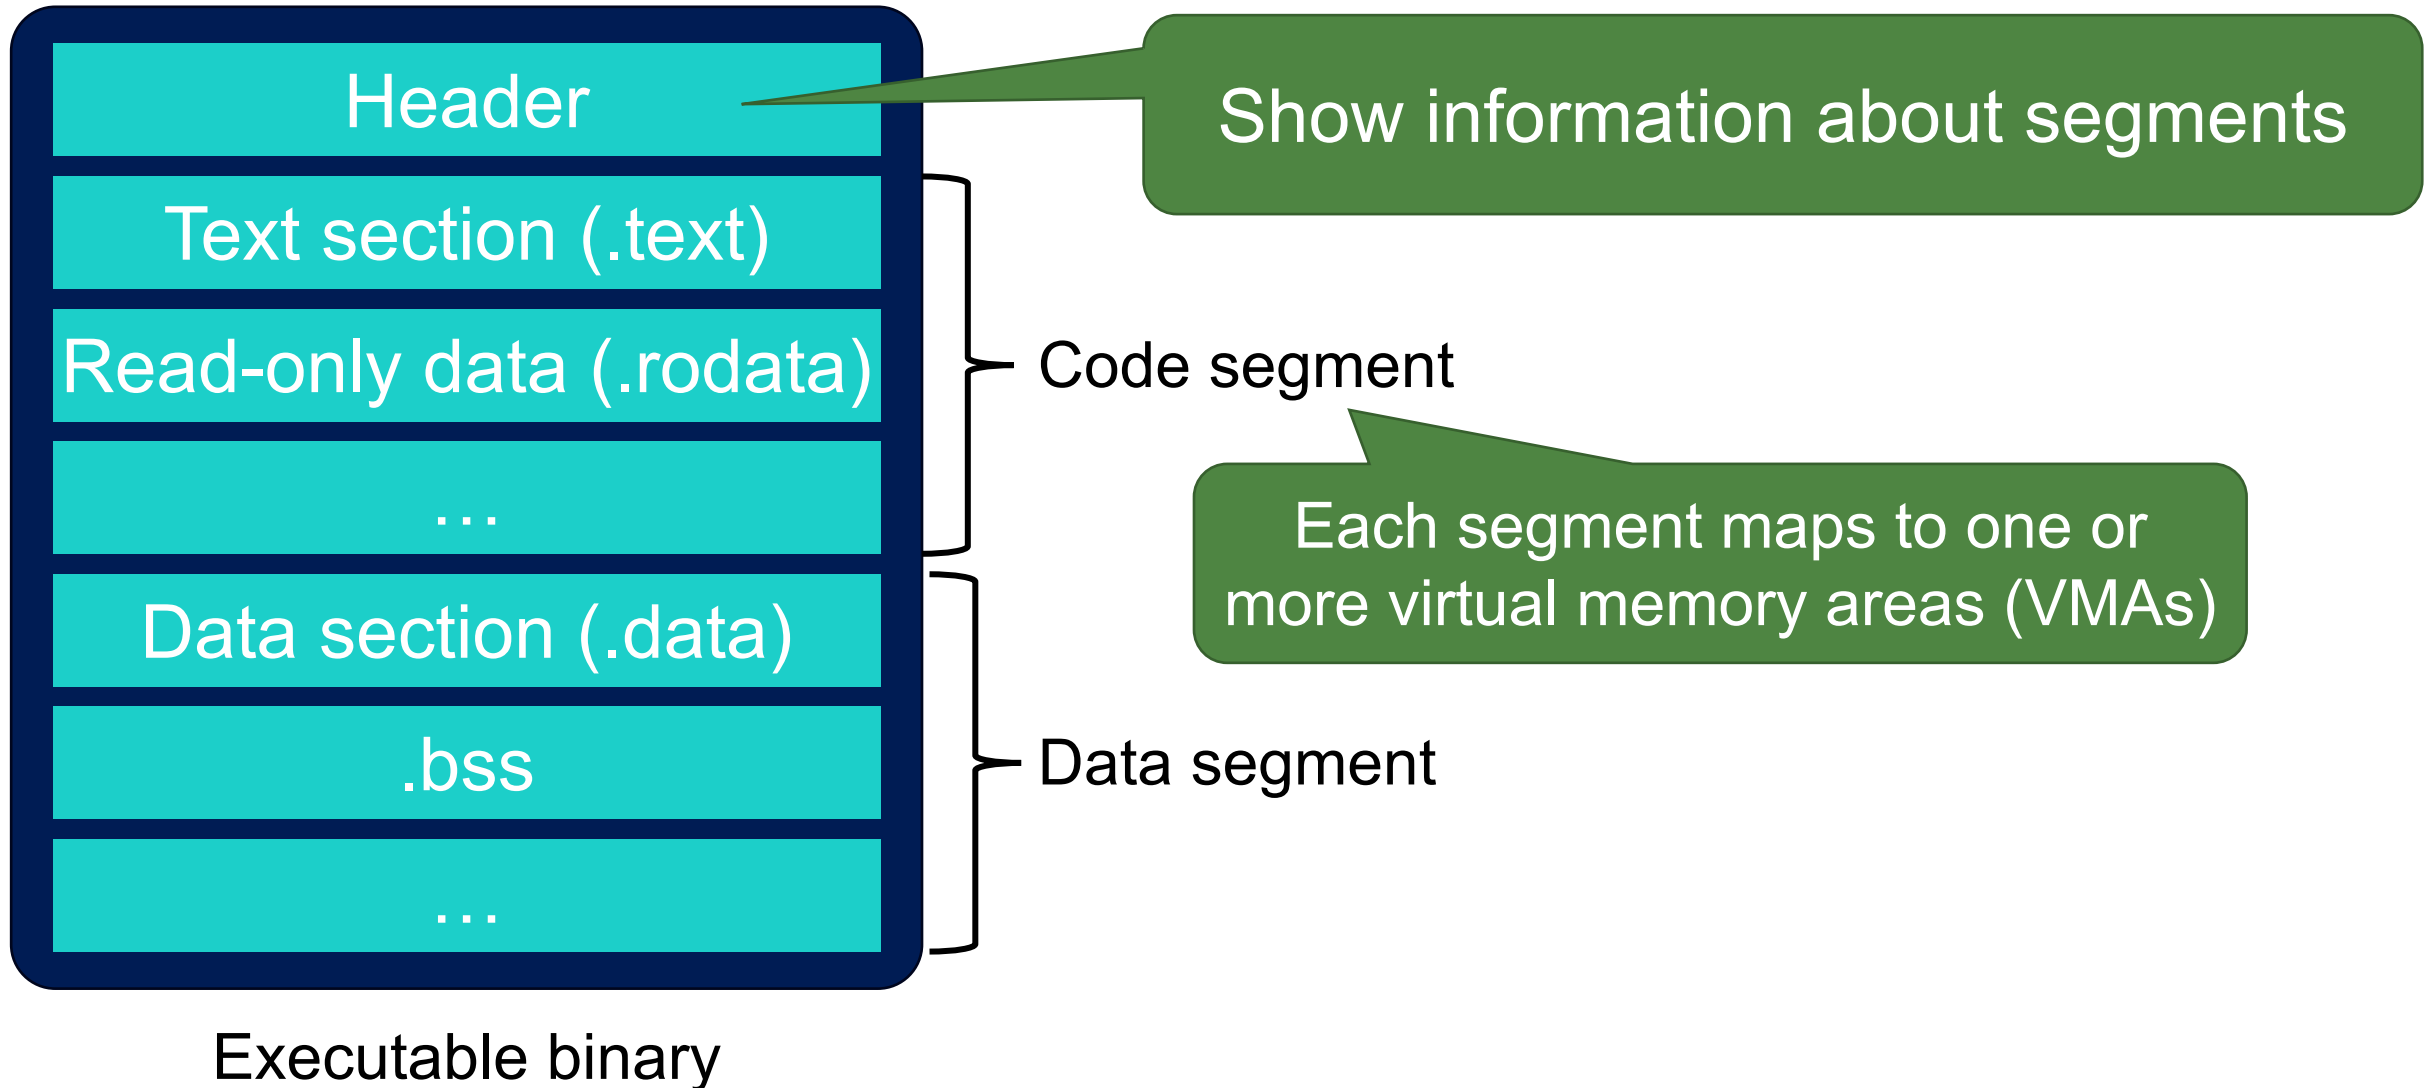 Header
Show information about segments
Text section (.text)
Read-only data (.rodata)
Code segment
…
Each segment maps to one or
more virtual memory areas (VMAs)
Data section (.data)
.bss
Data segment
…
Executable binary